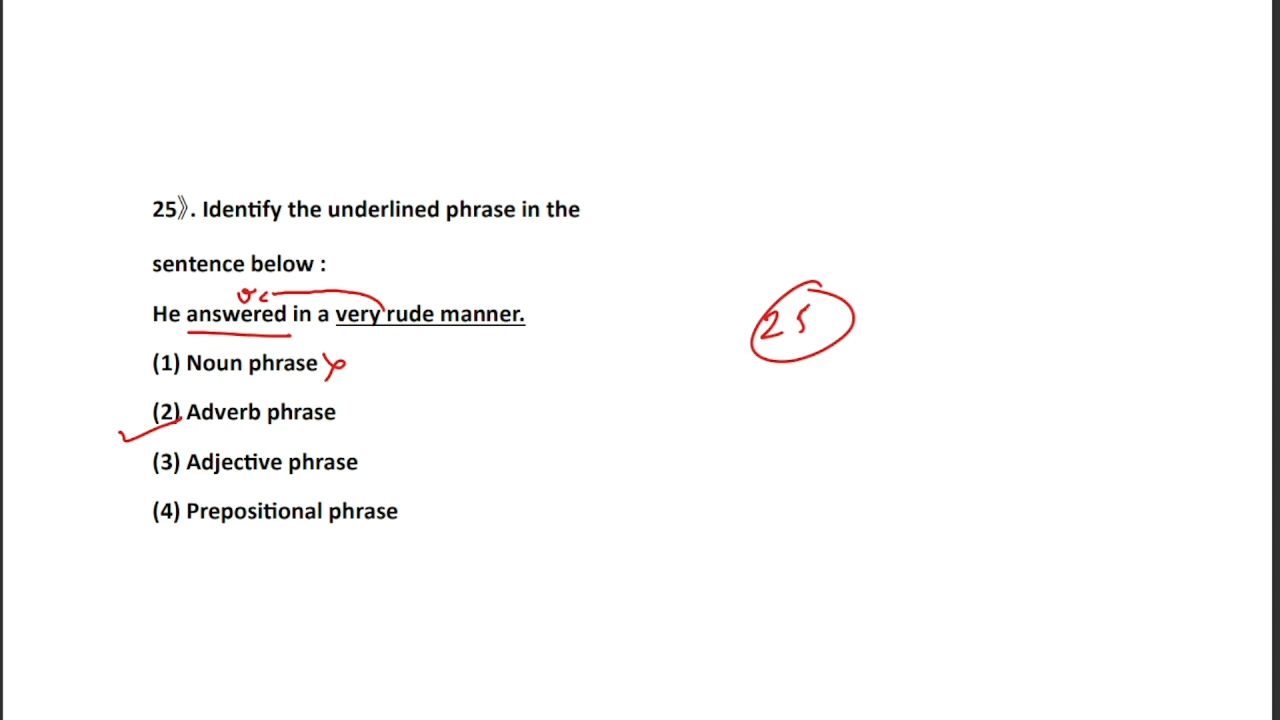 25》. Identify the underlined phrase in the
sentence below :
He answered in a very rude manner.
(1) Noun phrase
(2) Adverb phrase
(3) Adjective phrase
(4) Prepositional phrase
25